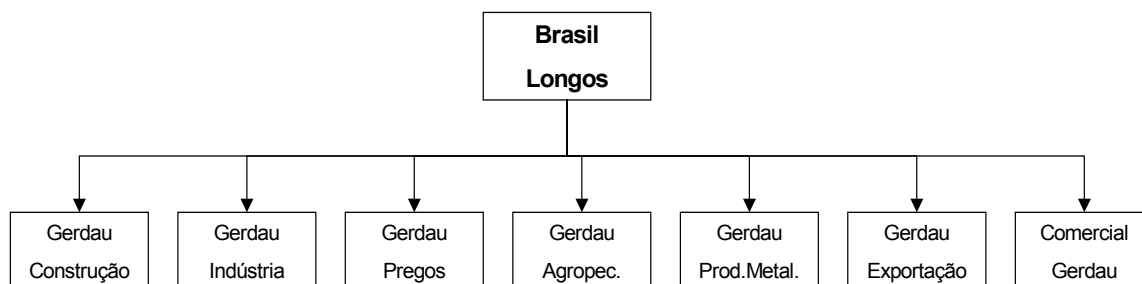 Brasil
Longos
Gerdau
Construção
Gerdau
Indústria
Gerdau
Pregos
Gerdau
Agropec.
Gerdau
Prod.Metal.
Gerdau
Exportação
Comercial
Gerdau